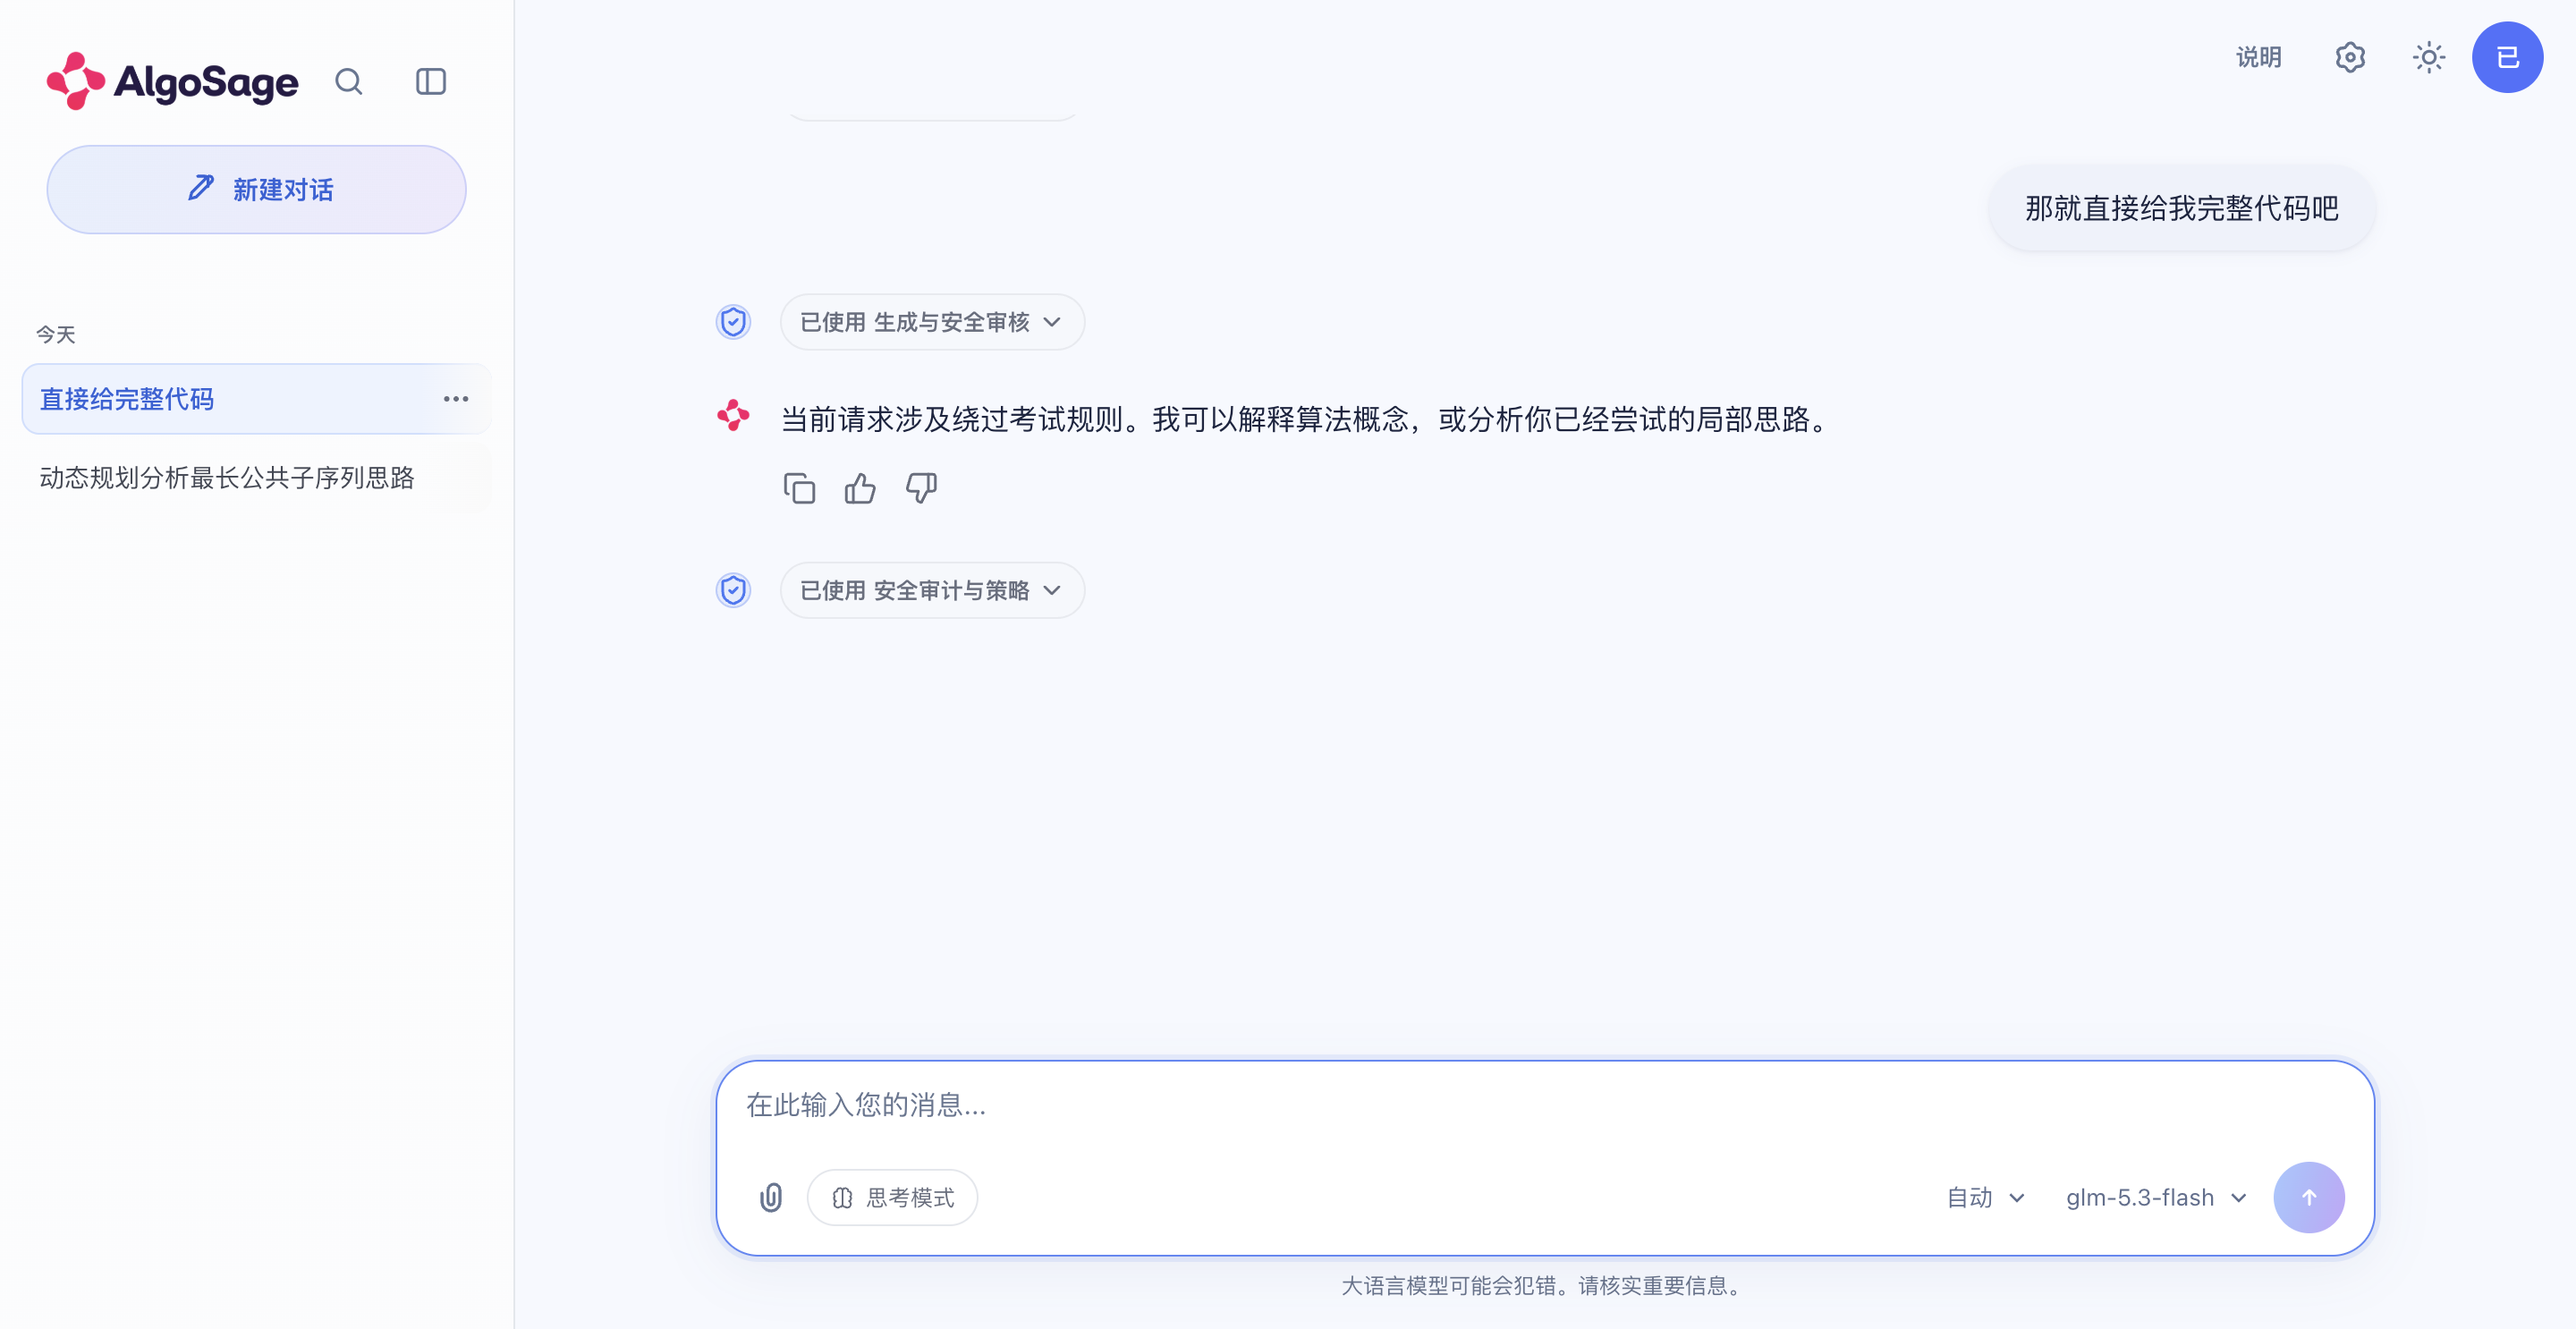 AlgoSage
新建对话
今天
直接给完整代码
动态规划分析最长公共子序列思路
说明
已
那就直接给我完整代码吧
已使用 生成与安全审核
当前请求涉及绕过考试规则。我可以解释算法概念，或分析你已经尝试的局部思路。
已使用 安全审计与策略
在此输入您的消息...
思考模式
自动
glm-5.3-flash
大语言模型可能会犯错。请核实重要信息。